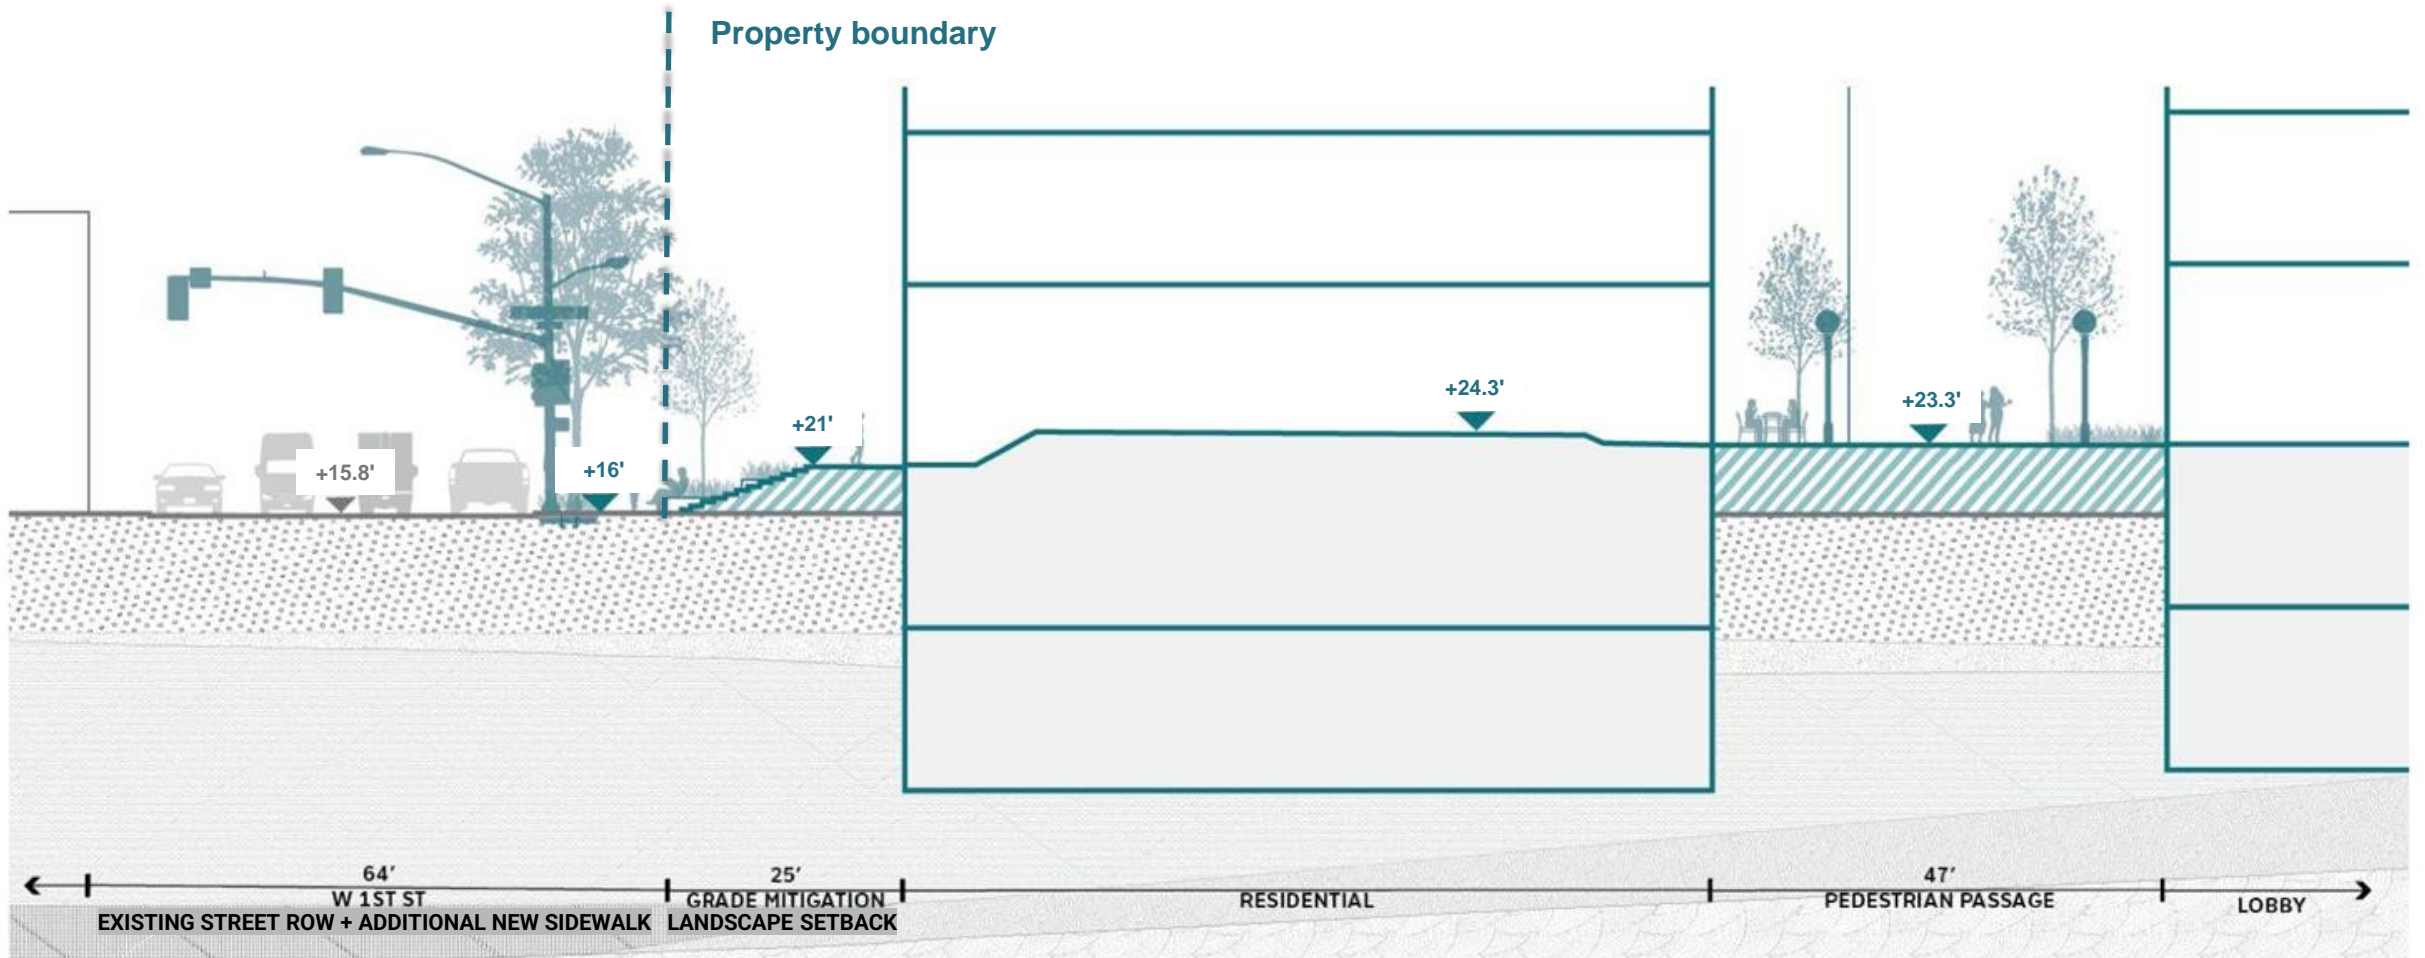 Property boundary
+24.3'
+23.3'
+21'
+16'
+15.8'
64'
W 1ST ST
EXISTING STREET ROW + ADDITIONAL NEW SIDEWALK
25'
GRADE MITIGATION
LANDSCAPE SETBACK
RESIDENTIAL
47'
PEDESTRIAN PASSAGE
LOBBY